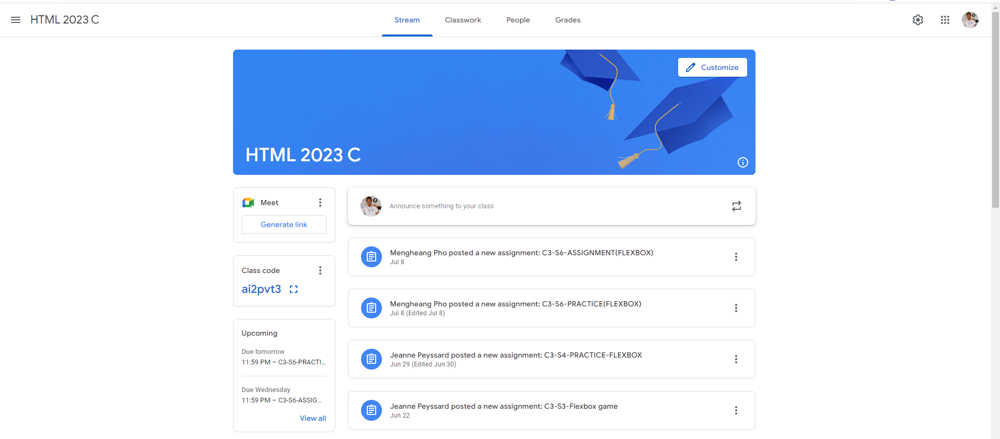 HTML 2023 C
Stream Classwork People Grades
Customize
HTML 2023 C
Meet
Generate link
Class code
ai2pvt3
Upcoming
Due tomorrow
11:59 PM – C3-S6-PRACTI...
Due Wednesday
11:59 PM – C3-S6-ASSIG...
View all
Announce something to your class
Mengheang Pho posted a new assignment: C3-S6-ASSIGNMENT(FLEXBOX)
Jul 8
Mengheang Pho posted a new assignment: C3-S6-PRACTICE(FLEXBOX)
Jul 8 (Edited Jul 8)
Jeanne Peyssard posted a new assignment: C3-S4-PRACTICE-FLEXBOX
Jun 29 (Edited Jun 30)
Jeanne Peyssard posted a new assignment: C3-S3-Flexbox game
Jun 22